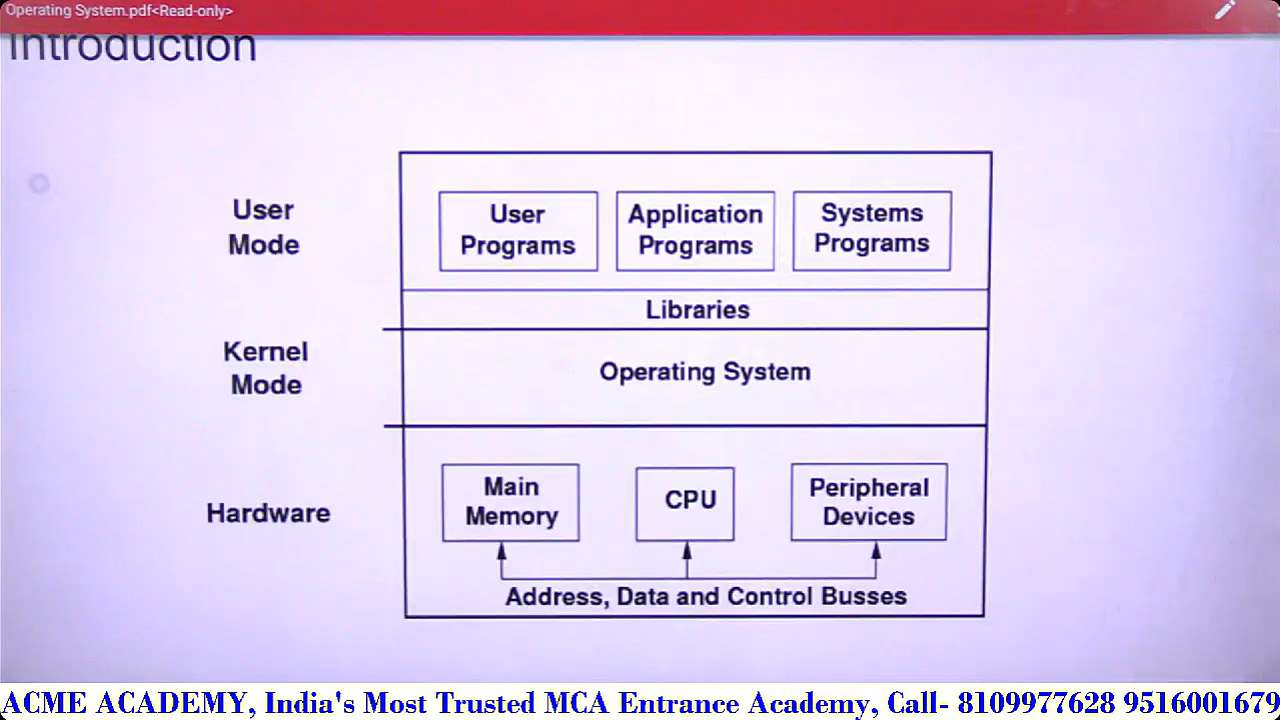 Operating System.pdf<Read-only>
Introduction
User
Mode
User
Programs
Application
Programs
Systems
Programs
Libraries
Kernel
Mode
Operating System
Hardware
Main
Memory
CPU
Peripheral
Devices
Address, Data and Control Busses
ACME ACADEMY, India's Most Trusted MCA Entrance Academy, Call- 8109977628 9516001679